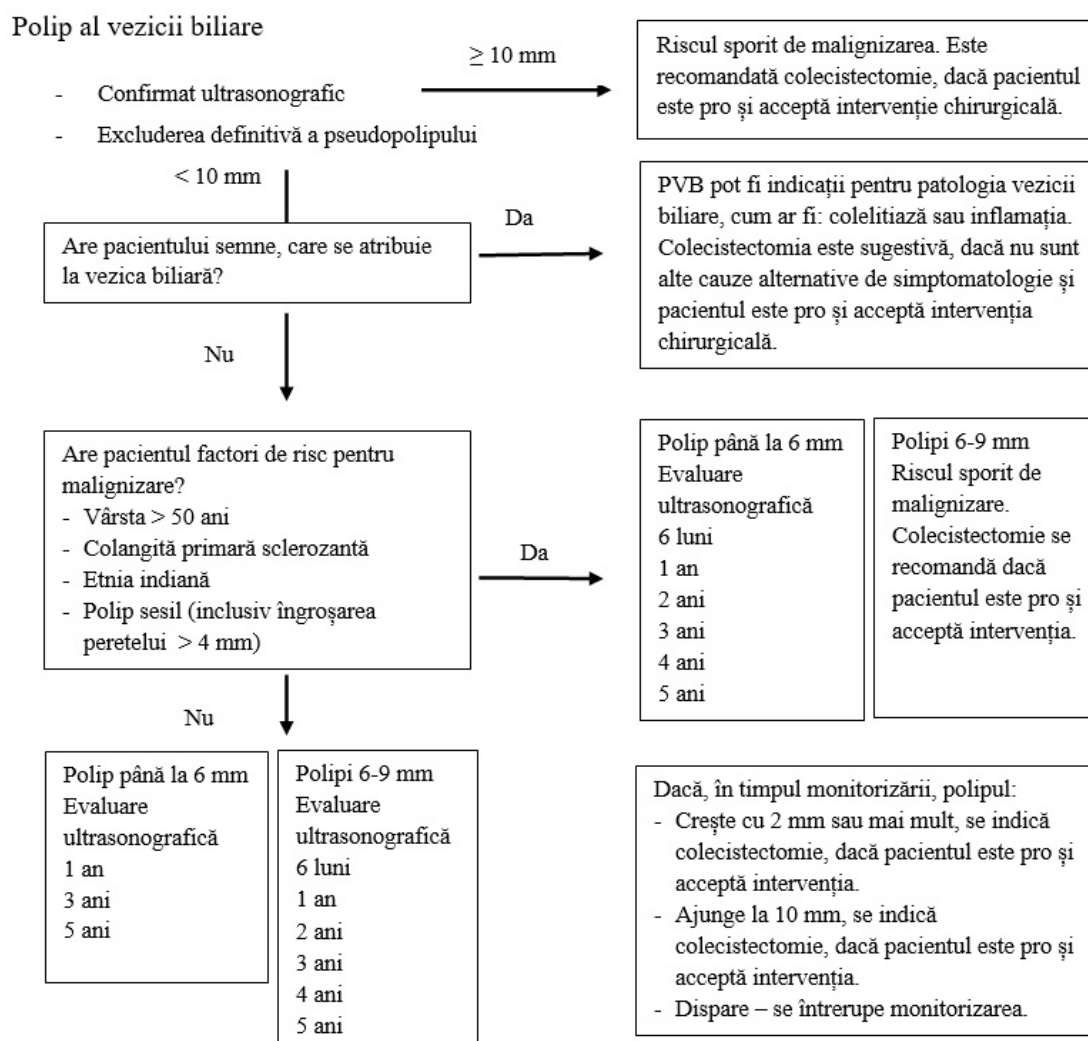 Polip al vezicii biliare
≥ 10 mm
- Confirmat ultrasonografic
- Excluderea definitivă a pseudopolipului
Riscul sporit de malignizarea. Este
recomandată colecistectomie, dacă pacientul
este pro și acceptă intervenție chirurgicală.
< 10 mm
Are pacientului semne, care se atribuie
la vezica biliară?
Da
PVB pot fi indicații pentru patologia vezicii
biliare, cum ar fi: colelitiază sau inflamația.
Colecistectomia este sugestivă, dacă nu sunt
alte cauze alternative de simptomatologie și
pacientul este pro și acceptă intervenția
chirurgicală.
Nu
Are pacientul factori de risc pentru
malignizare?
- Vârsta > 50 ani
- Colangită primară sclerozantă
- Etnia indiană
- Polip sesil (inclusiv îngroșarea
peretelui > 4 mm)
Da
Polip până la 6 mm
Evaluare
ultrasonografică
6 luni
1 an
2 ani
3 ani
4 ani
5 ani
Polipi 6-9 mm
Riscul sporit de
malignizare.
Colecistectomie se
recomandă dacă
pacientul este pro și
acceptă intervenția.
Nu
Polip până la 6 mm
Evaluare
ultrasonografică
1 an
3 ani
5 ani
Polipi 6-9 mm
Evaluare
ultrasonografică
6 luni
1 an
2 ani
3 ani
4 ani
5 ani
Dacă, în timpul monitorizării, polipul:
- Crește cu 2 mm sau mai mult, se indică
colecistectomie, dacă pacientul este pro și
acceptă intervenția.
- Ajunge la 10 mm, se indică
colecistectomie, dacă pacientul este pro și
acceptă intervenția.
- Dispare – se întrerupe monitorizarea.